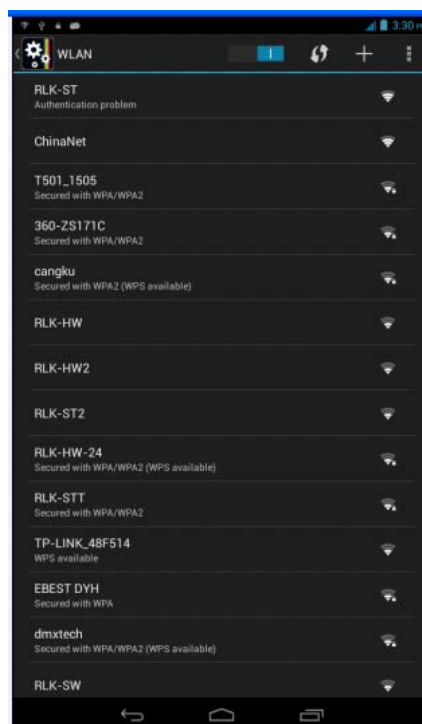 3:30 PM
WLAN
RLK-ST
Authentication problem
ChinaNet
T501_1505
Secured with WPA/WPA2
360-ZS171C
Secured with WPA/WPA2
cangku
Secured with WPA2 (WPS available)
RLK-HW
RLK-HW2
RLK-ST2
RLK-HW-24
Secured with WPA/WPA2 (WPS available)
RLK-STT
Secured with WPA/WPA2
TP-LINK_48F514
WPS available
EBEST DYH
Secured with WPA
dmxtech
Secured with WPA/WPA2 (WPS available)
RLK-SW